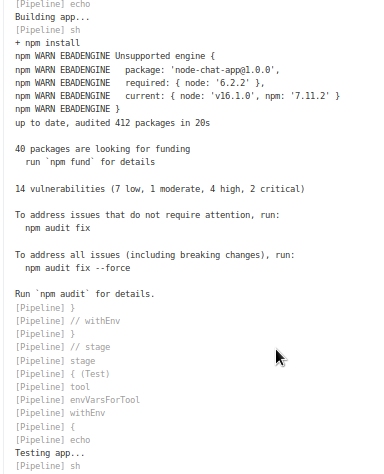 [Pipeline] echo
Building app...
[Pipeline] sh
+ npm install
npm WARN EBADENGINE Unsupported engine {
npm WARN EBADENGINE   package: 'node-chat-app@1.0.0',
npm WARN EBADENGINE   required: { node: '6.2.2' },
npm WARN EBADENGINE   current: { node: 'v16.1.0', npm: '7.11.2' }
npm WARN EBADENGINE }
up to date, audited 412 packages in 20s
40 packages are looking for funding
  run `npm fund` for details
14 vulnerabilities (7 low, 1 moderate, 4 high, 2 critical)
To address issues that do not require attention, run:
  npm audit fix
To address all issues (including breaking changes), run:
  npm audit fix --force
Run `npm audit` for details.
[Pipeline] }
[Pipeline] // withEnv
[Pipeline] }
[Pipeline] // stage
[Pipeline] stage
[Pipeline] { (Test)
[Pipeline] tool
[Pipeline] envVarsForTool
[Pipeline] withEnv
[Pipeline] {
[Pipeline] echo
Testing app...
[Pipeline] sh